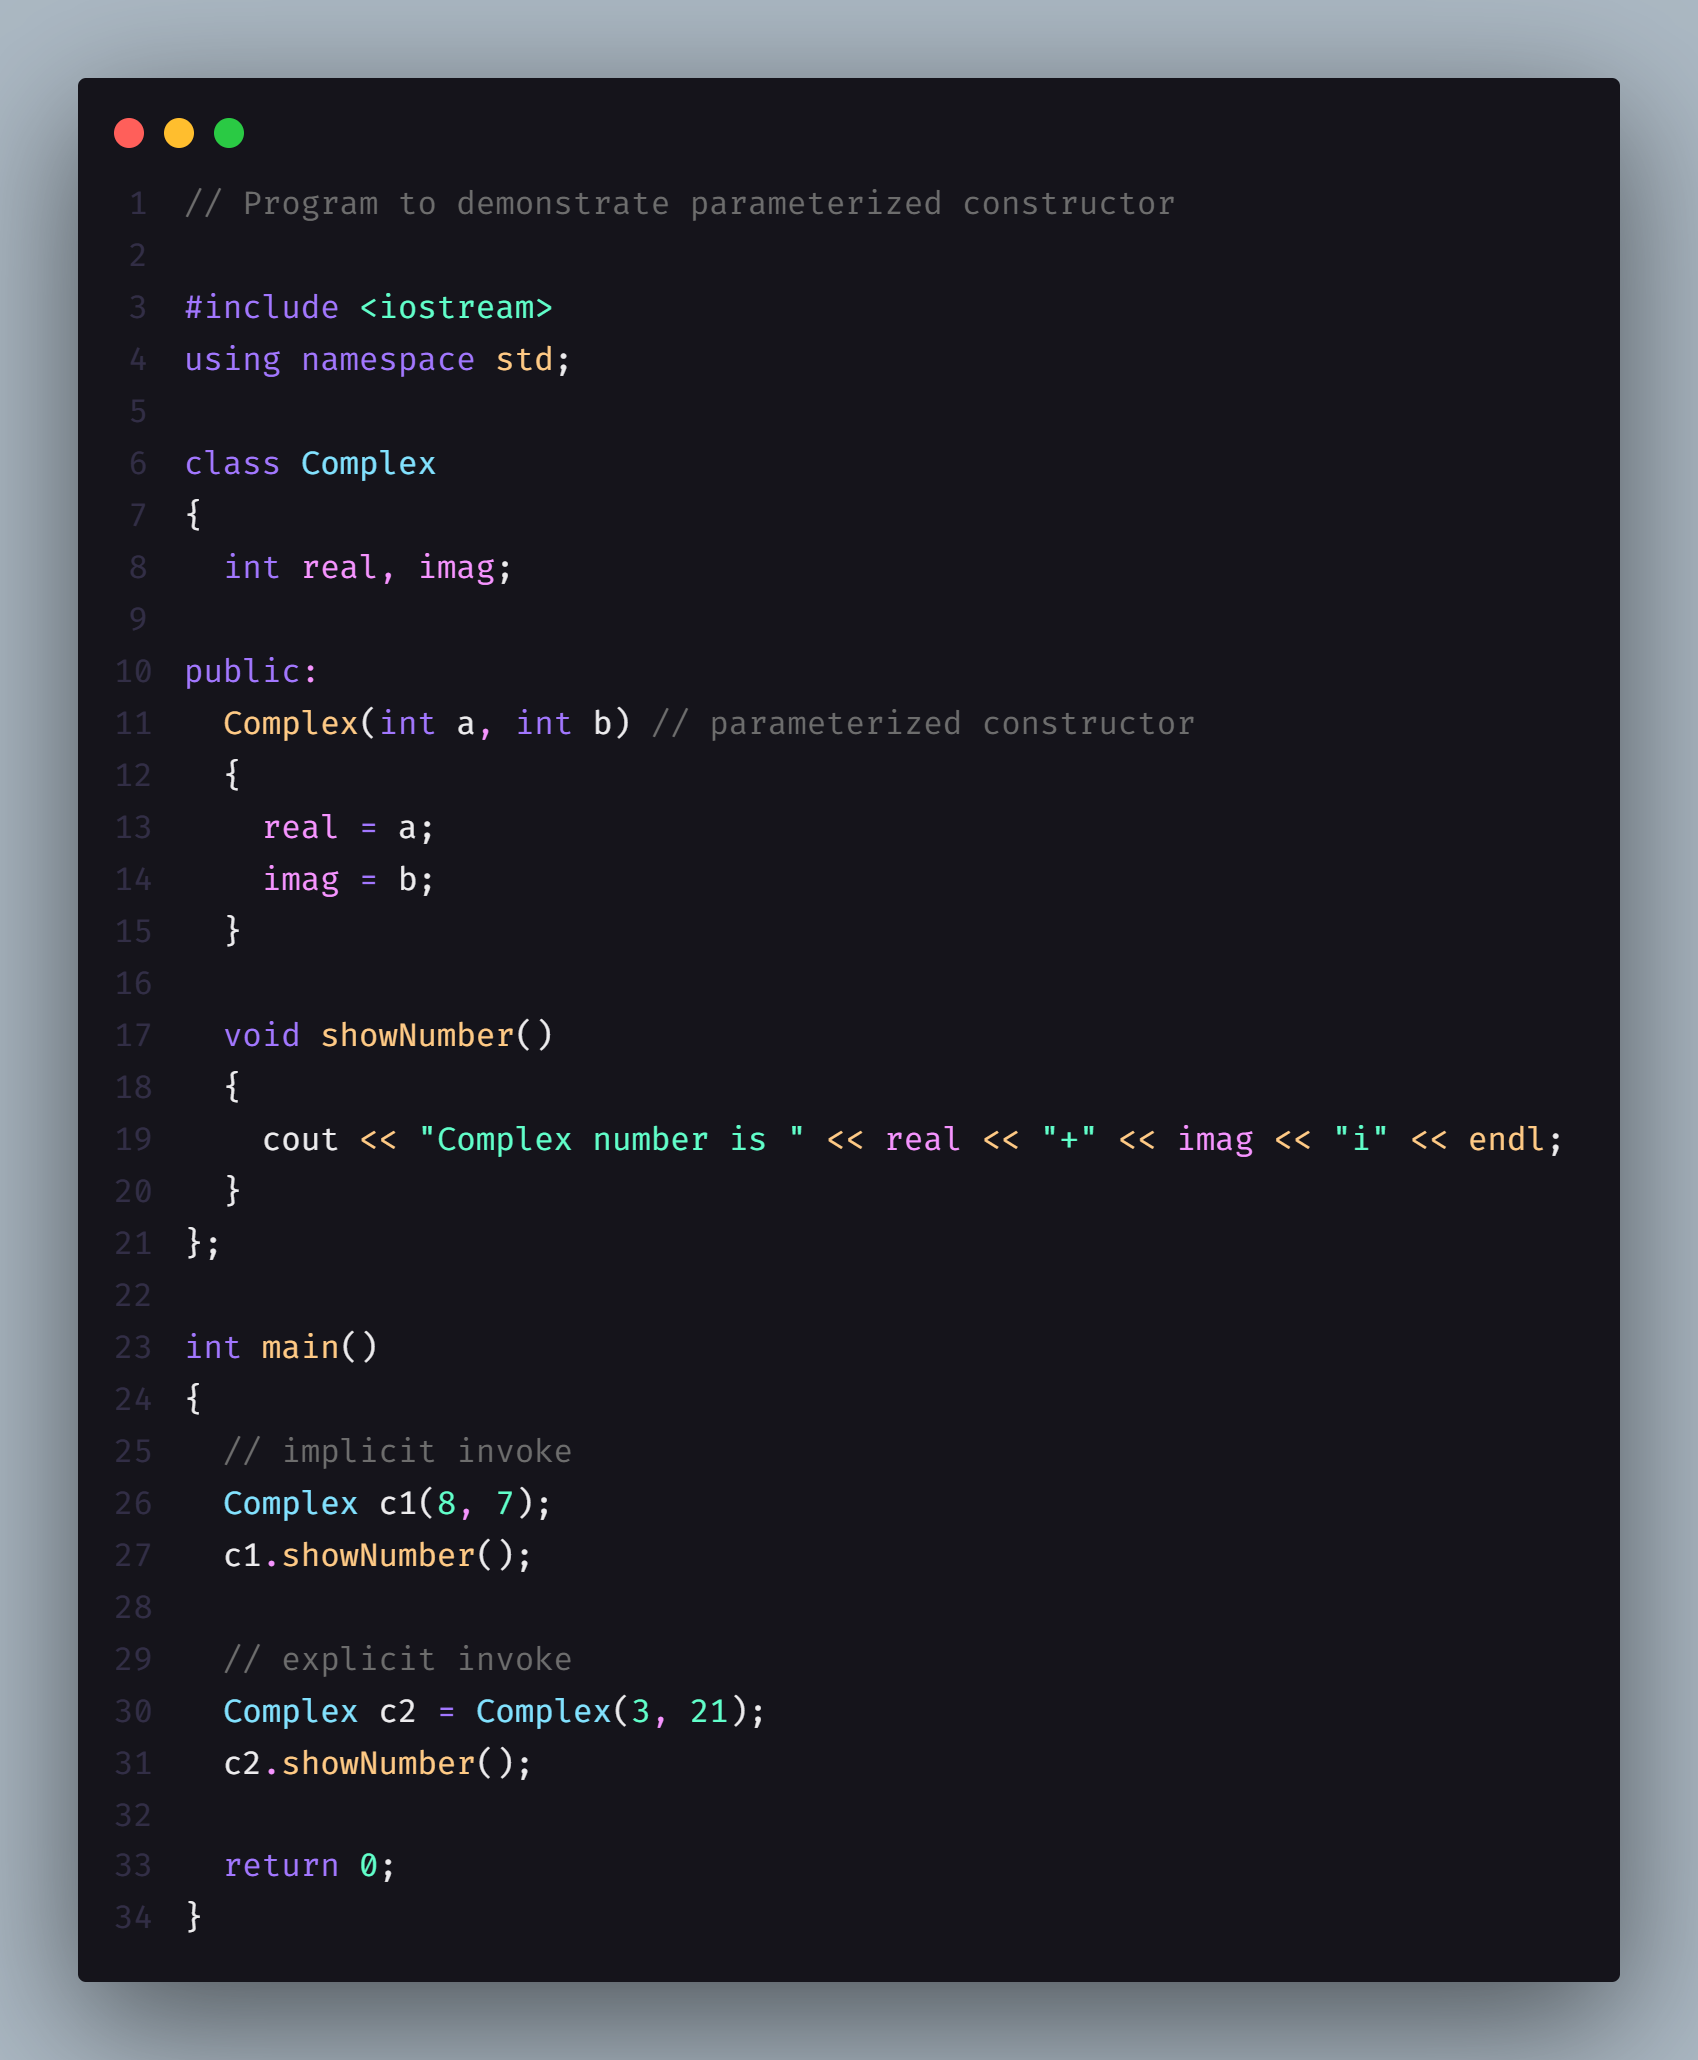 1 // Program to demonstrate parameterized constructor
2
3 #include <iostream>
4 using namespace std;
5
6 class Complex
7 {
8   int real, imag;
9
10 public:
11   Complex(int a, int b) // parameterized constructor
12   {
13     real = a;
14     imag = b;
15   }
16
17   void showNumber()
18   {
19     cout << "Complex number is " << real << "+" << imag << "i" << endl;
20   }
21 };
22
23 int main()
24 {
25   // implicit invoke
26   Complex c1(8, 7);
27   c1.showNumber();
28
29   // explicit invoke
30   Complex c2 = Complex(3, 21);
31   c2.showNumber();
32
33   return 0;
34 }